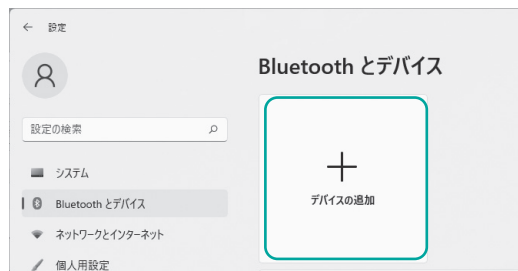 設定
Bluetooth とデバイス
設定の検索
システム
Bluetooth とデバイス
ネットワークとインターネット
個人用設定
デバイスの追加